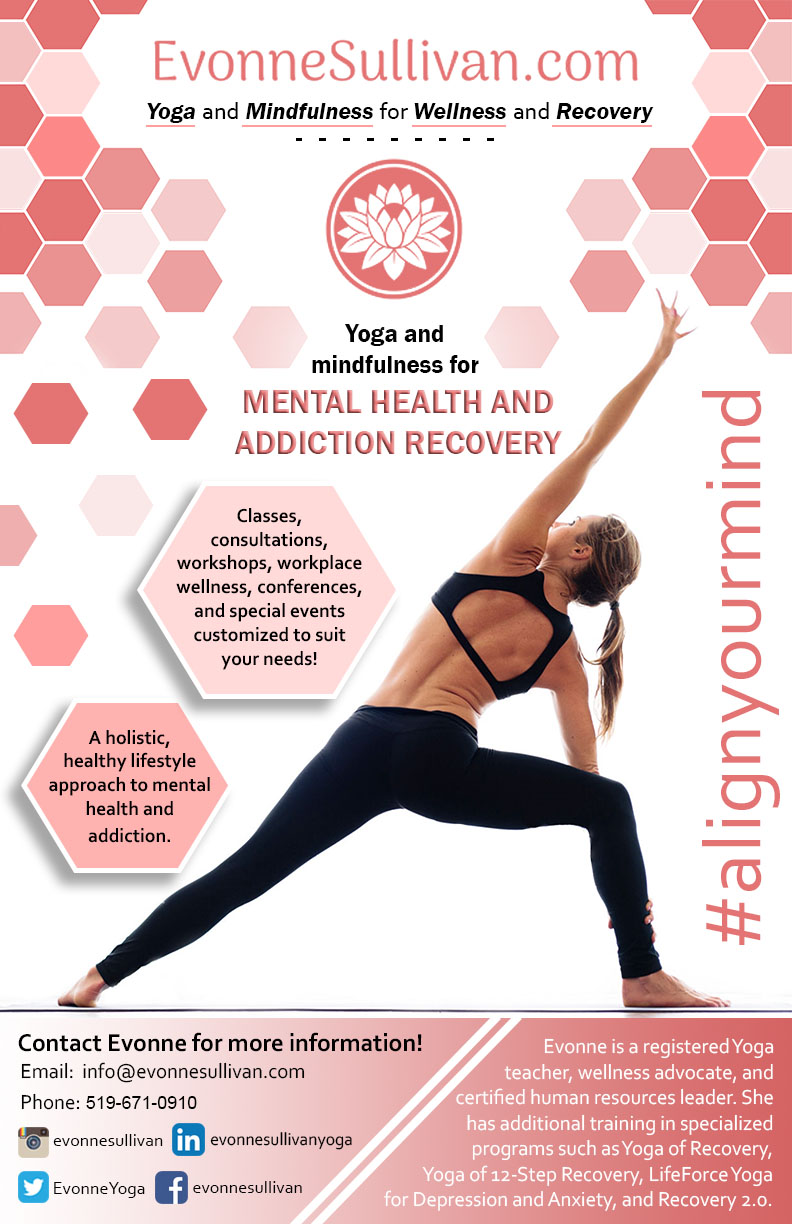 EvonneSullivan.com
Yoga and Mindfulness for Wellness and Recovery
Yoga and
mindfulness for
MENTAL HEALTH AND
ADDICTION RECOVERY
#alignyourmind
Classes,
consultations,
workshops, workplace
wellness, conferences,
and special events
customized to suit
your needs!
A holistic,
healthy lifestyle
approach to mental
health and
addiction.
Contact Evonne for more information!
Email: info@evonnesullivan.com
Phone: 519-671-0910
evonnesullivan
evonnesullivanyoga
EvonneYoga
evonnesullivan
Evonne is a registered Yoga
teacher, wellness advocate, and
certified human resources leader. She
has additional training in specialized
programs such as Yoga of Recovery,
Yoga of 12-Step Recovery, LifeForce Yoga
for Depression and Anxiety, and Recovery 2.0.